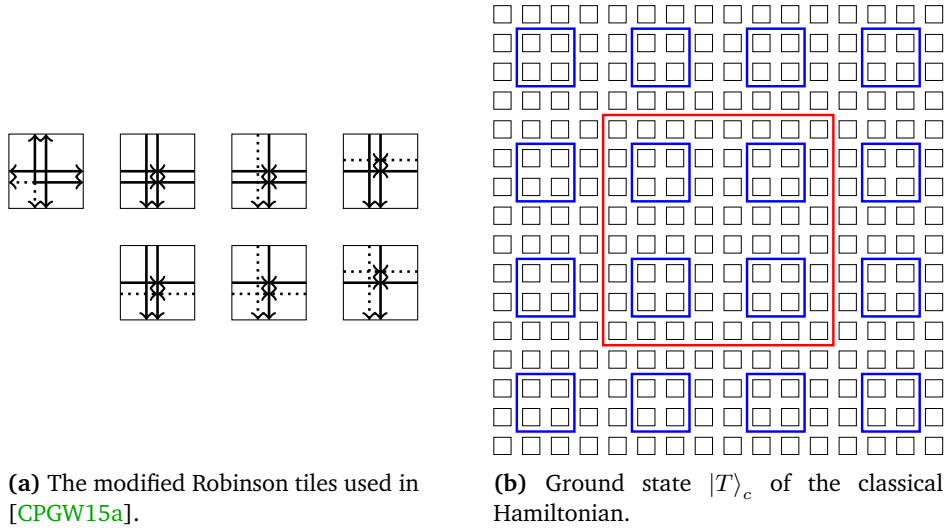 (a) The modified Robinson tiles used in
[CPGW15a].
(b) Ground state |T⟩c of the classical
Hamiltonian.